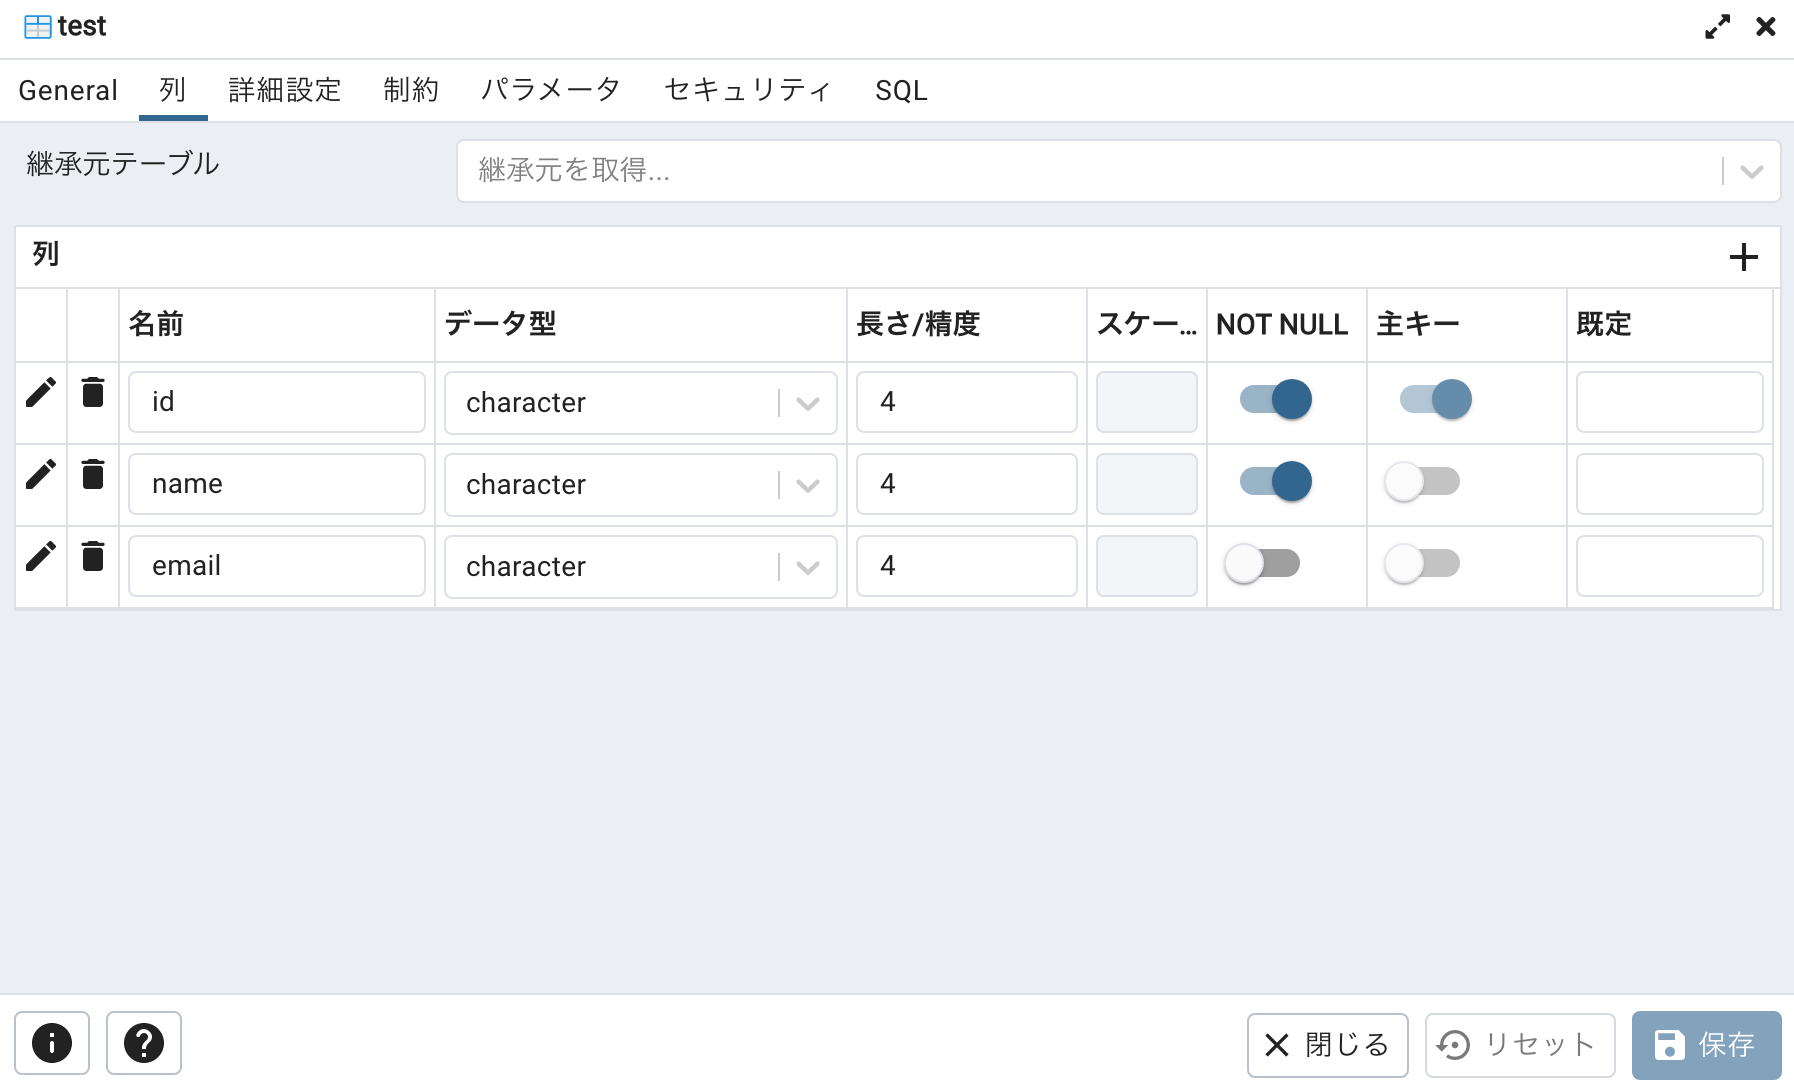 test
General 列 詳細設定 制約 パラメータ セキュリティ SQL
継承元テーブル 継承元を取得...
列
名前 データ型 長さ/精度 スケー... NOT NULL 主キー 既定
id character 4
name character 4
email character 4
閉じる リセット 保存